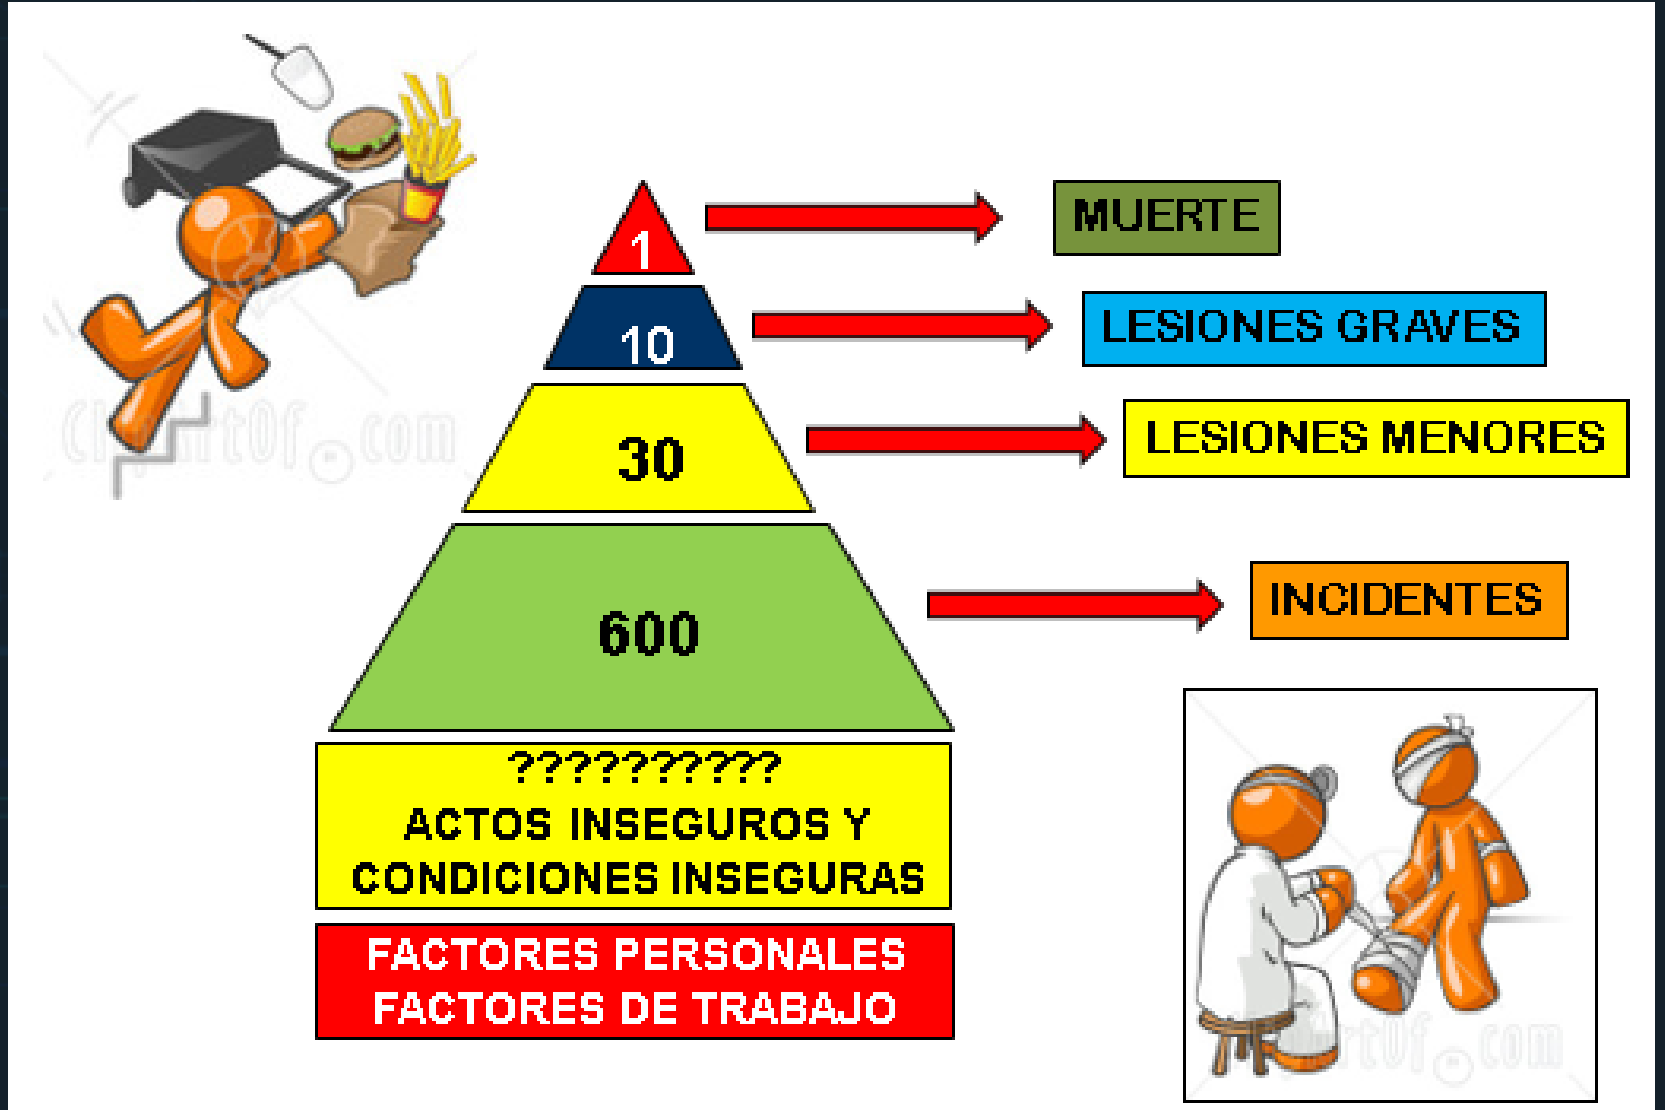 1
MUERTE
10
LESIONES GRAVES
30
LESIONES MENORES
600
INCIDENTES
??????????
ACTOS INSEGUROS Y
CONDICIONES INSEGURAS
FACTORES PERSONALES
FACTORES DE TRABAJO